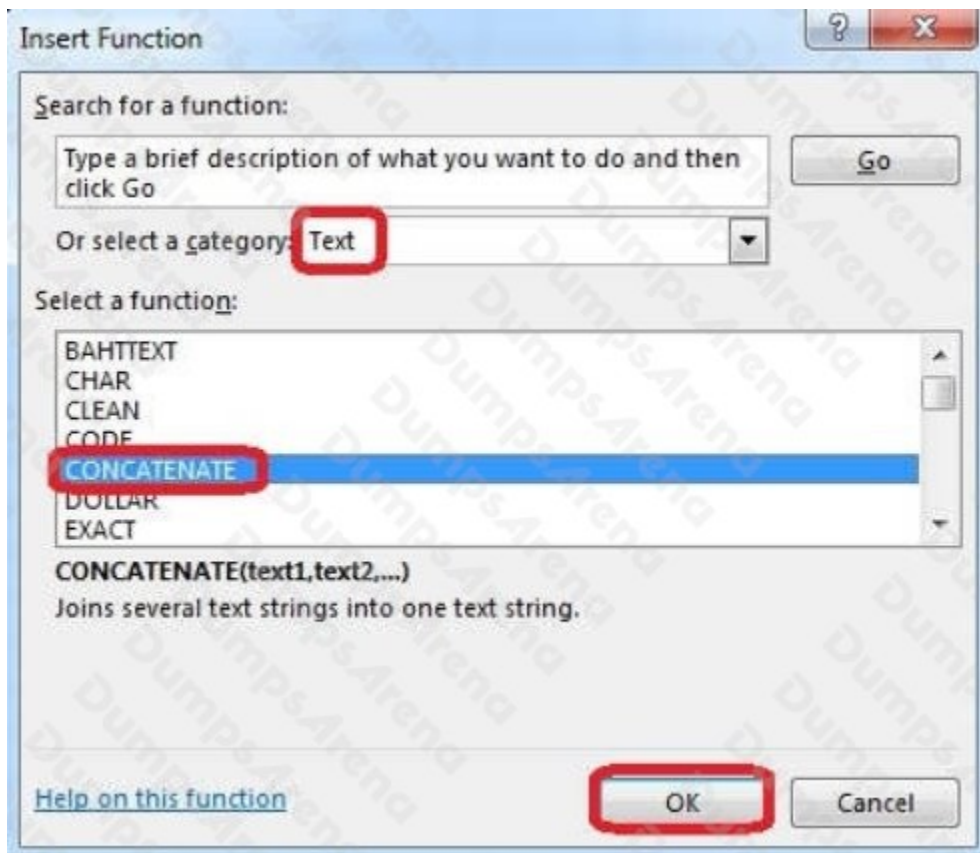 Insert Function
Search for a function:
Type a brief description of what you want to do and then
click Go
Go
Or select a category: Text
Select a function:
BAHTTEXT
CHAR
CLEAN
CODE
CONCATENATE
DOLLAR
EXACT
CONCATENATE(text1,text2,...)
Joins several text strings into one text string.
Help on this function
OK
Cancel
DumpsArena